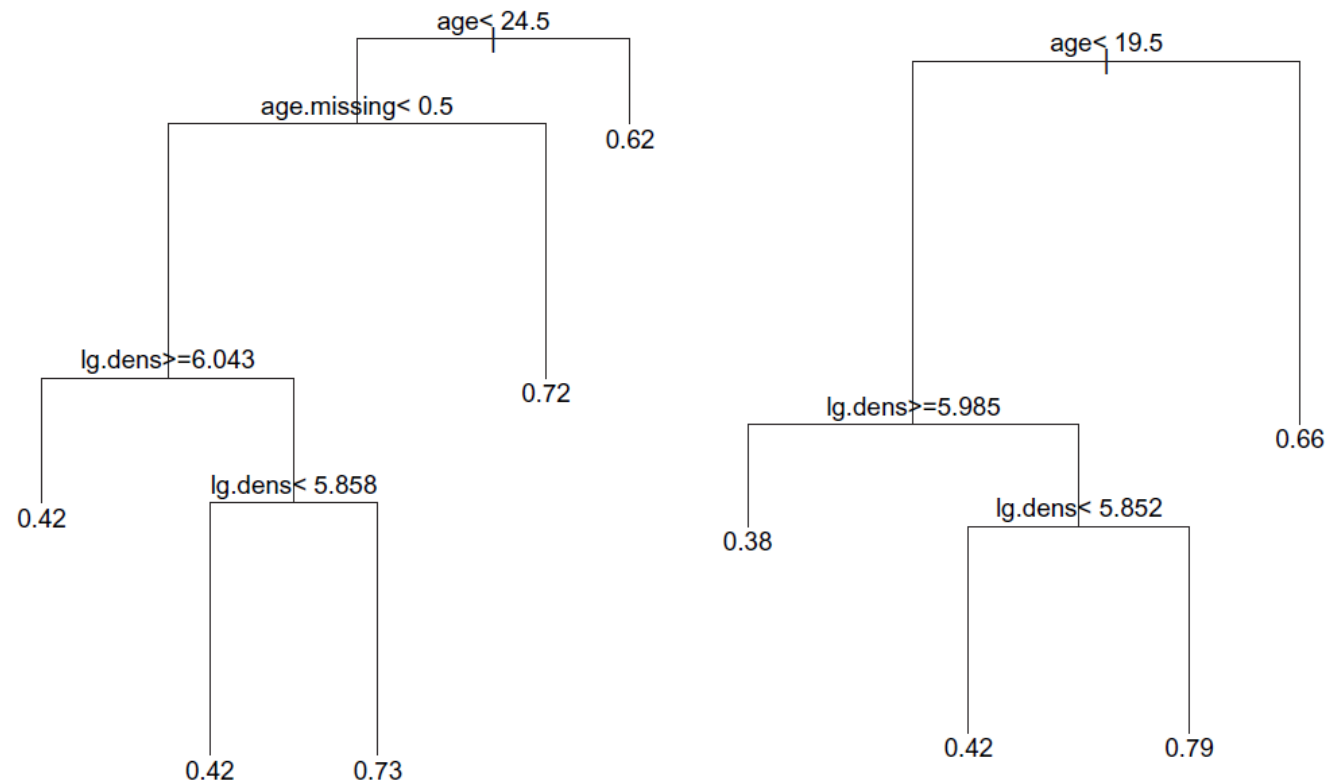 age< 24.5
age.missing< 0.5
0.62
lg.dens>=6.043
0.72
lg.dens< 5.858
0.42
0.42
0.73
age< 19.5
lg.dens>=5.985
0.66
lg.dens< 5.852
0.38
0.42
0.79